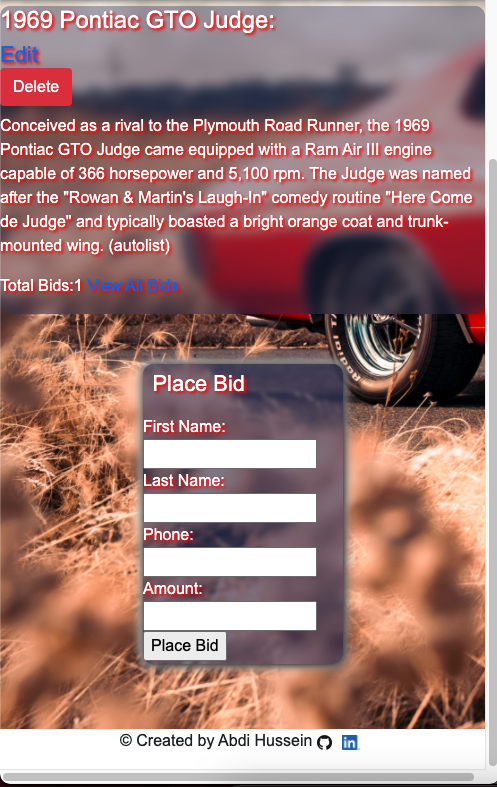 1969 Pontiac GTO Judge:
Edit
Delete
Conceived as a rival to the Plymouth Road Runner, the 1969
Pontiac GTO Judge came equipped with a Ram Air III engine
capable of 366 horsepower and 5,100 rpm. The Judge was named
after the "Rowan & Martin's Laugh-In" comedy routine "Here Come
de Judge" and typically boasted a bright orange coat and trunk-
mounted wing. (autolist)
Total Bids:1 View All Bids
Place Bid
First Name:
Last Name:
Phone:
Amount:
Place Bid
© Created by Abdi Hussein in